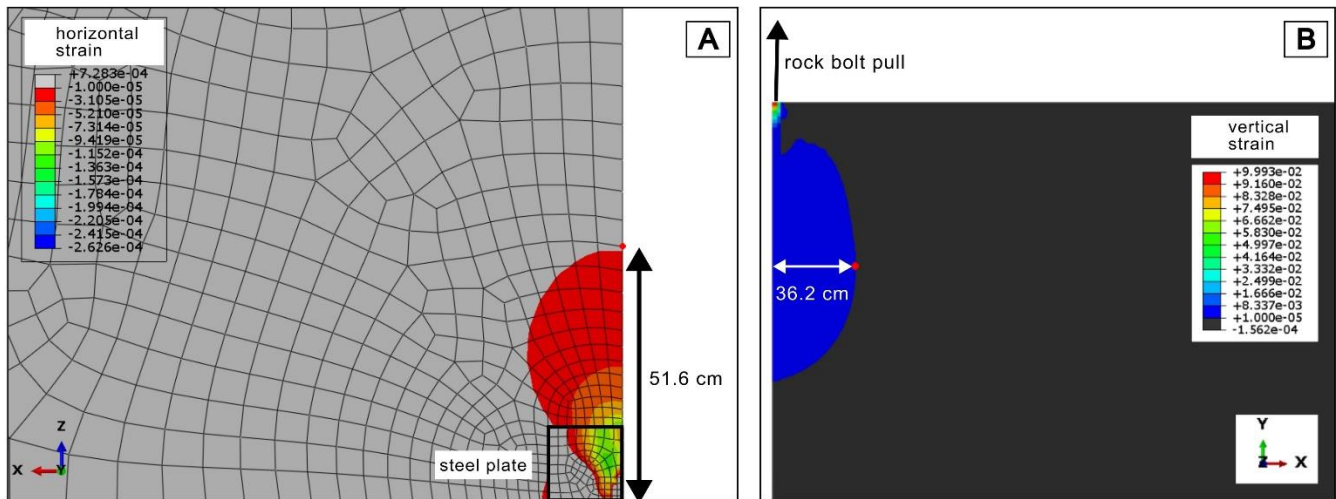 horizontal
strain
+7.283e-04
-1.000e-05
-3.105e-05
-5.210e-05
-7.314e-05
-9.419e-05
-1.152e-04
-1.363e-04
-1.573e-04
-1.784e-04
-1.994e-04
-2.205e-04
-2.415e-04
-2.626e-04
A
51.6 cm
steel plate
Z
X
Y
B
rock bolt pull
36.2 cm
vertical
strain
+9.993e-02
+9.160e-02
+8.328e-02
+7.495e-02
+6.662e-02
+5.830e-02
+4.997e-02
+4.164e-02
+3.332e-02
+2.499e-02
+1.666e-02
+8.337e-03
+1.000e-05
-1.562e-04
Y
Z
X